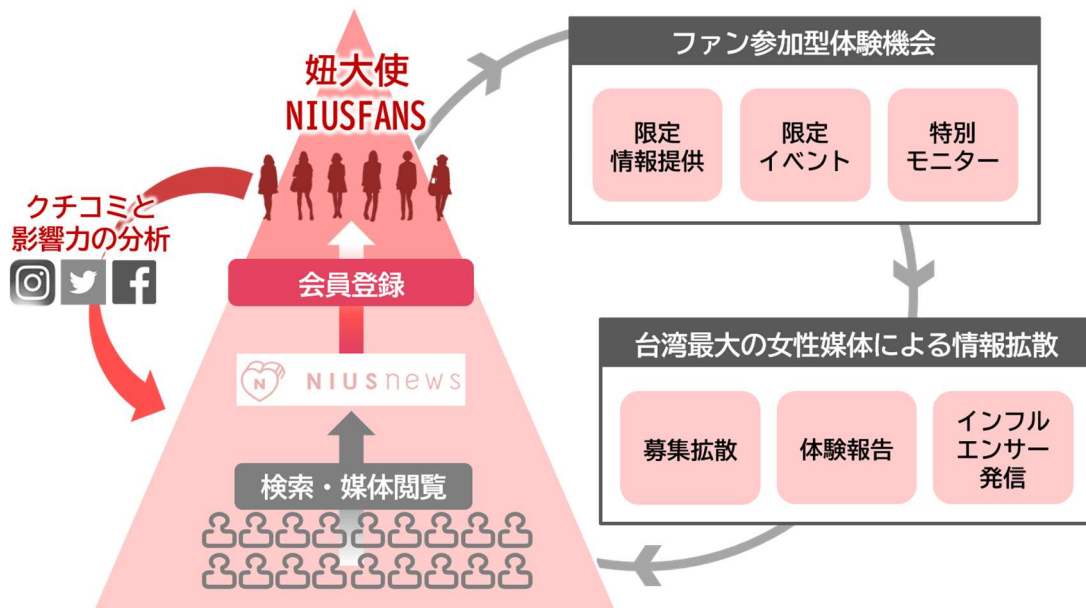 妞大使
NIUSFANS
クチコミと
影響力の分析
会員登録
N
NIUSnews
検索・媒体閲覧
ファン参加型体験機会
限定
情報提供
限定
イベント
特別
モニター
台湾最大の女性媒体による情報拡散
募集拡散
体験報告
インフル
エンサー
発信